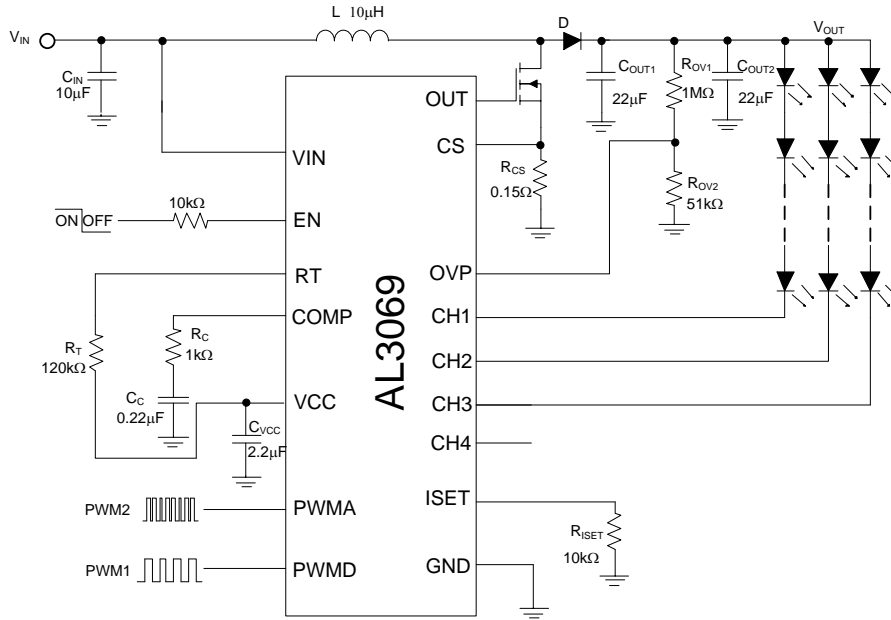 L 10μH
D
VIN
VOUT
CIN
10μF
COUT1
22μF
ROV1
1MΩ
COUT2
22μF
OUT
CS
VIN
RCS
0.15Ω
ROV2
51kΩ
ON OFF
10kΩ
EN
RT
OVP
COMP
CH1
RT
120kΩ
RC
1kΩ
AL3069
CH2
CC
0.22μF
VCC
CH3
CVCC
2.2μF
CH4
PWM2
PWMA
ISET
RISET
10kΩ
PWM1
PWMD
GND